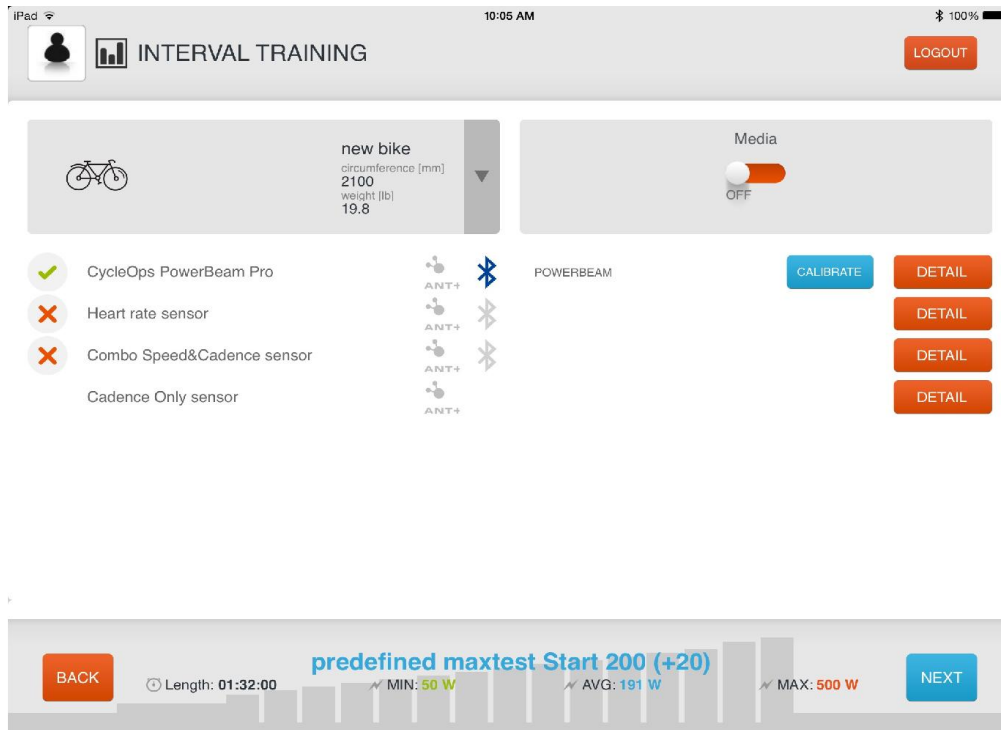 iPad 10:05 AM 100%
INTERVAL TRAINING LOGOUT
new bike
circumference [mm]
2100
weight [lb]
19.8
Media
OFF
CycleOps PowerBeam Pro ANT+ POWERBEAM CALIBRATE DETAIL
Heart rate sensor ANT+ DETAIL
Combo Speed&Cadence sensor ANT+ DETAIL
Cadence Only sensor ANT+ DETAIL
predefined maxtest Start 200 (+20)
BACK Length: 01:32:00 MIN: 50 W AVG: 191 W MAX: 500 W NEXT